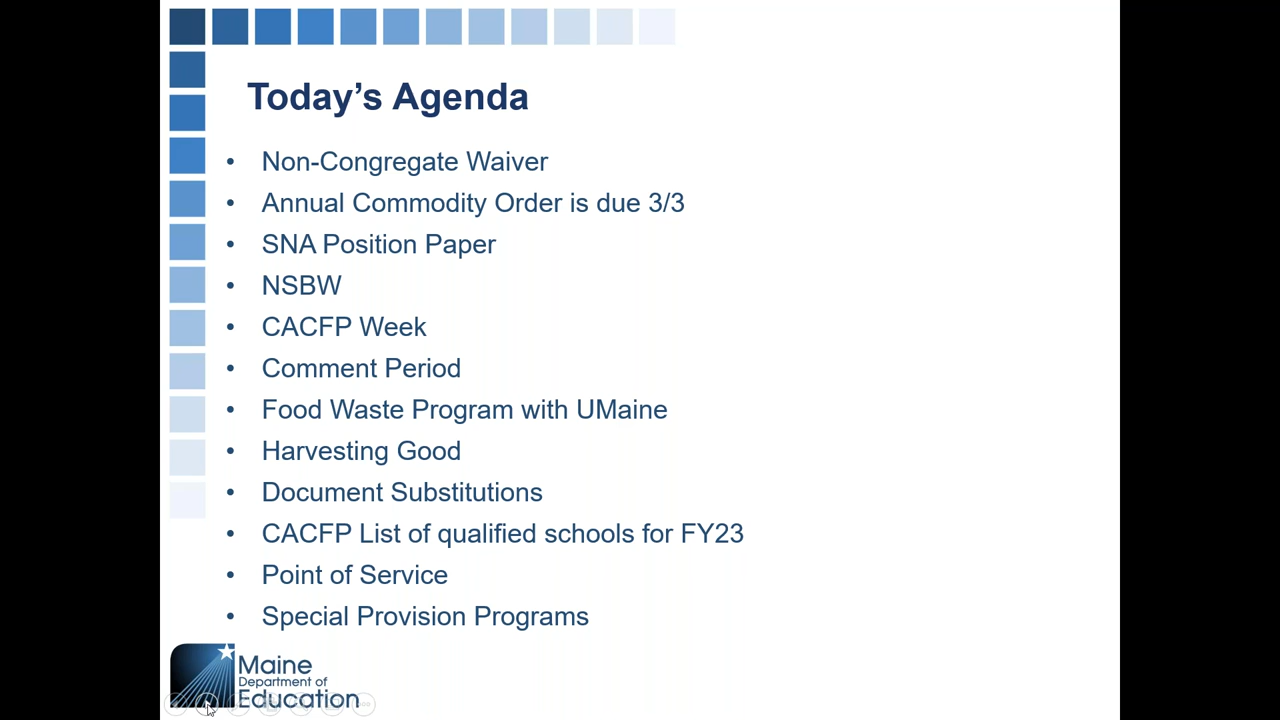 Today's Agenda
• Non-Congregate Waiver
• Annual Commodity Order is due 3/3
• SNA Position Paper
• NSBW
• CACFP Week
• Comment Period
• Food Waste Program with UMaine
• Harvesting Good
• Document Substitutions
• CACFP List of qualified schools for FY23
• Point of Service
• Special Provision Programs
Maine
Department of
Education